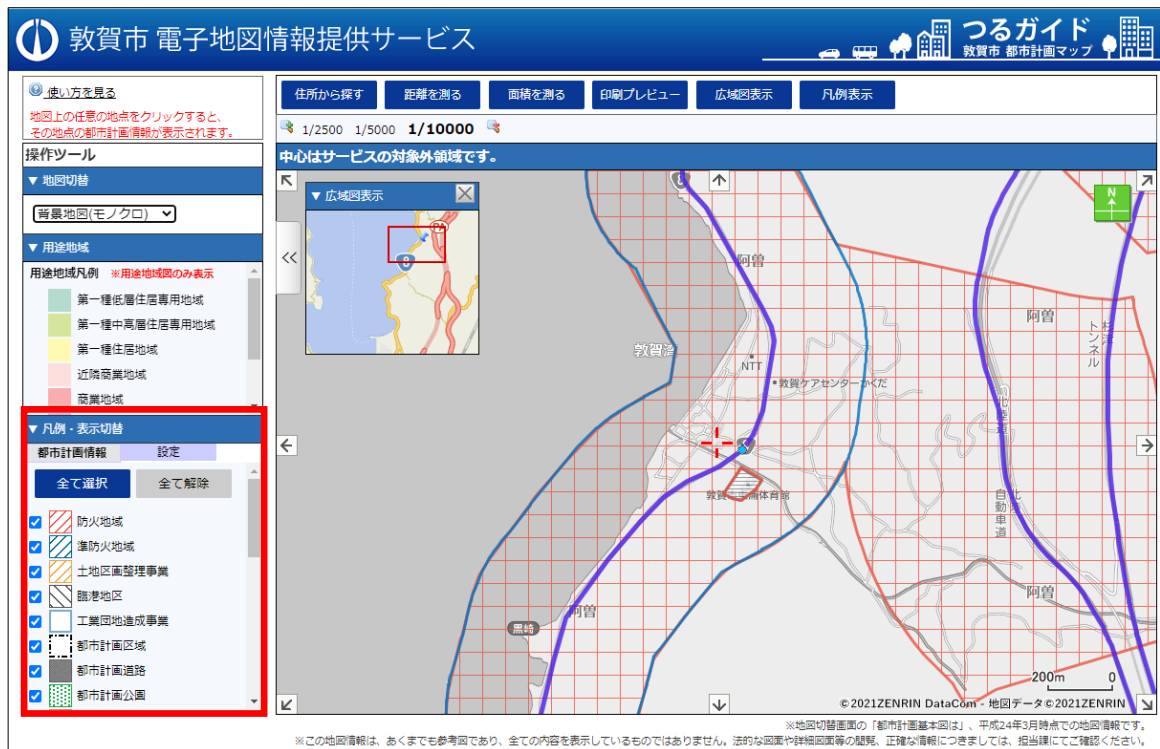 敦賀市 電子地図情報提供サービス
つるガイド
敦賀市 都市計画マップ
使い方を見る
地図上の任意の地点をクリックすると、
その地点の都市計画情報が表示されます。
操作ツール
▼ 地図切替
背景地図(モノクロ)
▼ 用途地域
用途地域凡例 ※用途地域図のみ表示
第一種低層住居専用地域
第一種中高層住居専用地域
第一種住居地域
近隣商業地域
商業地域
▼ 凡例・表示切替
都市計画情報 設定
全て選択 全て解除
防火地域
準防火地域
土地区画整理事業
臨港地区
工業団地造成事業
都市計画区域
都市計画道路
都市計画公園
住所から探す 距離を測る 面積を測る 印刷プレビュー 広域図表示 凡例表示
1/2500 1/5000 1/10000
中心はサービスの対象外領域です。
▼ 広域図表示
PA
8
<<
N
8
阿曽
阿曽
杉津
トンネル
敦賀湾
NTT
敦賀ケアセンターかくだ
北陸道
8
北陸
自動車道
阿曽
阿曽
黒崎
200m 0
©2021ZENRIN DataCom - 地図データ©2021ZENRIN
※地図切替画面の「都市計画基本図は」、平成24年3月時点での地図情報です。
※この地図情報は、あくまでも参考図であり、全ての内容を表示しているものではありません。法的な図面や詳細図面等の閲覧、正確な情報につきましては、担当課にてご確認ください。